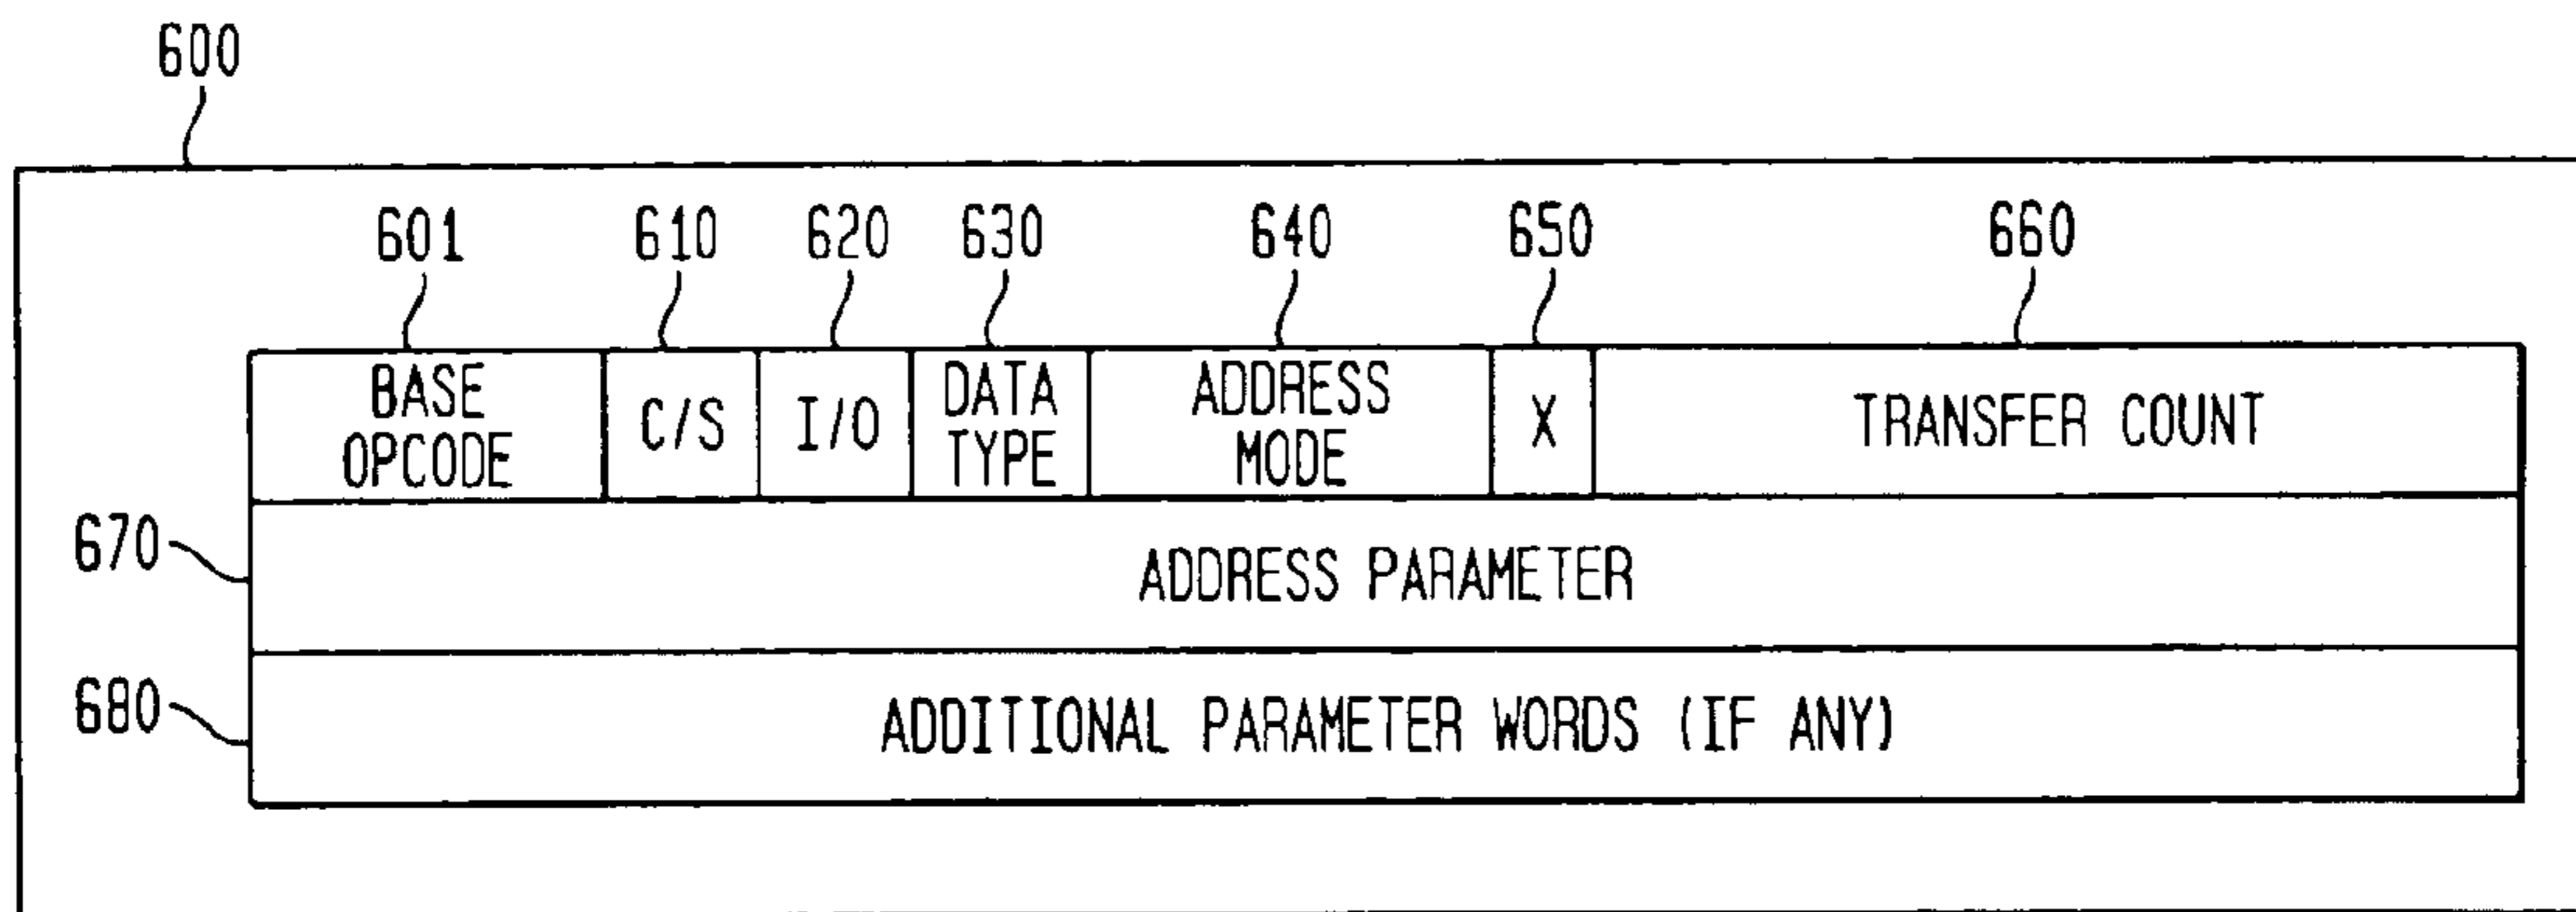 600
601 610 620 630 640 650 660
BASE OPCODE C/S I/O DATA TYPE ADDRESS MODE X TRANSFER COUNT
670 ADDRESS PARAMETER
680 ADDITIONAL PARAMETER WORDS (IF ANY)